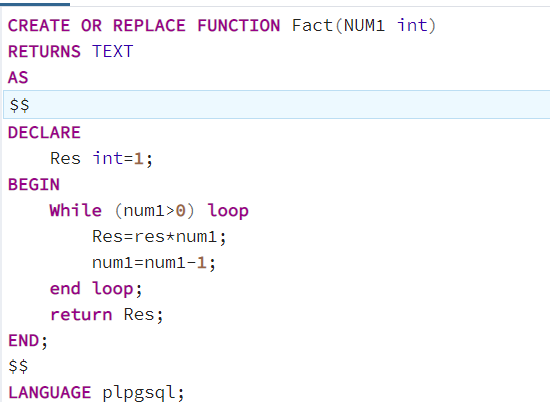 CREATE OR REPLACE FUNCTION Fact(NUM1 int)
RETURNS TEXT
AS
$$
DECLARE
    Res int=1;
BEGIN
    While (num1>0) loop
        Res=res*num1;
        num1=num1-1;
    end loop;
    return Res;
END;
$$
LANGUAGE plpgsql;